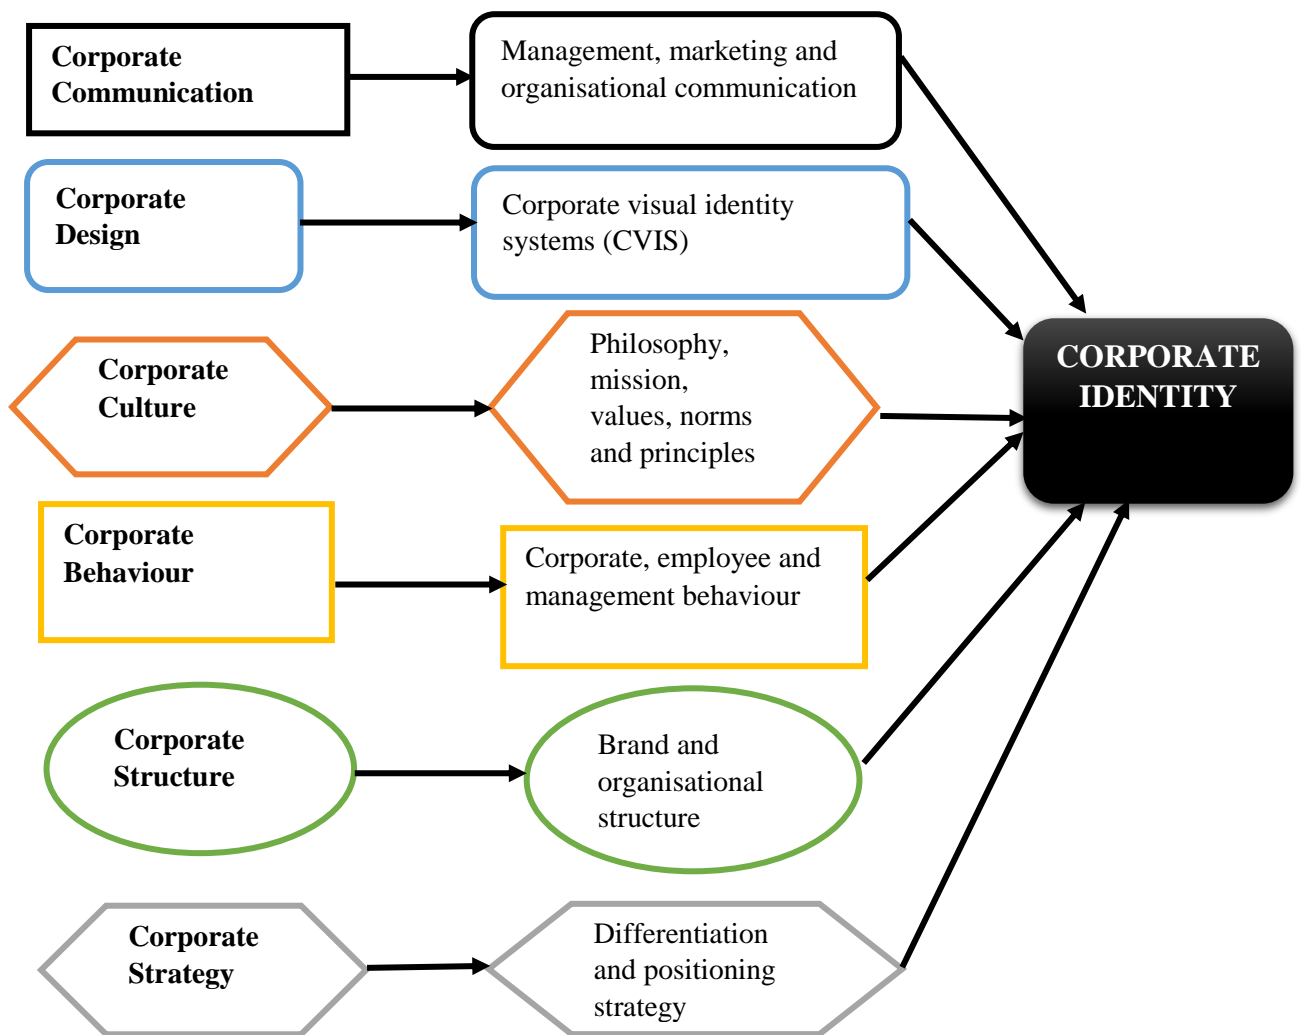 Corporate
Communication
Management, marketing and
organisational communication
Corporate
Design
Corporate visual identity
systems (CVIS)
Corporate
Culture
Philosophy,
mission,
values, norms
and principles
CORPORATE
IDENTITY
Corporate
Behaviour
Corporate, employee and
management behaviour
Corporate
Structure
Brand and
organisational
structure
Corporate
Strategy
Differentiation
and positioning
strategy